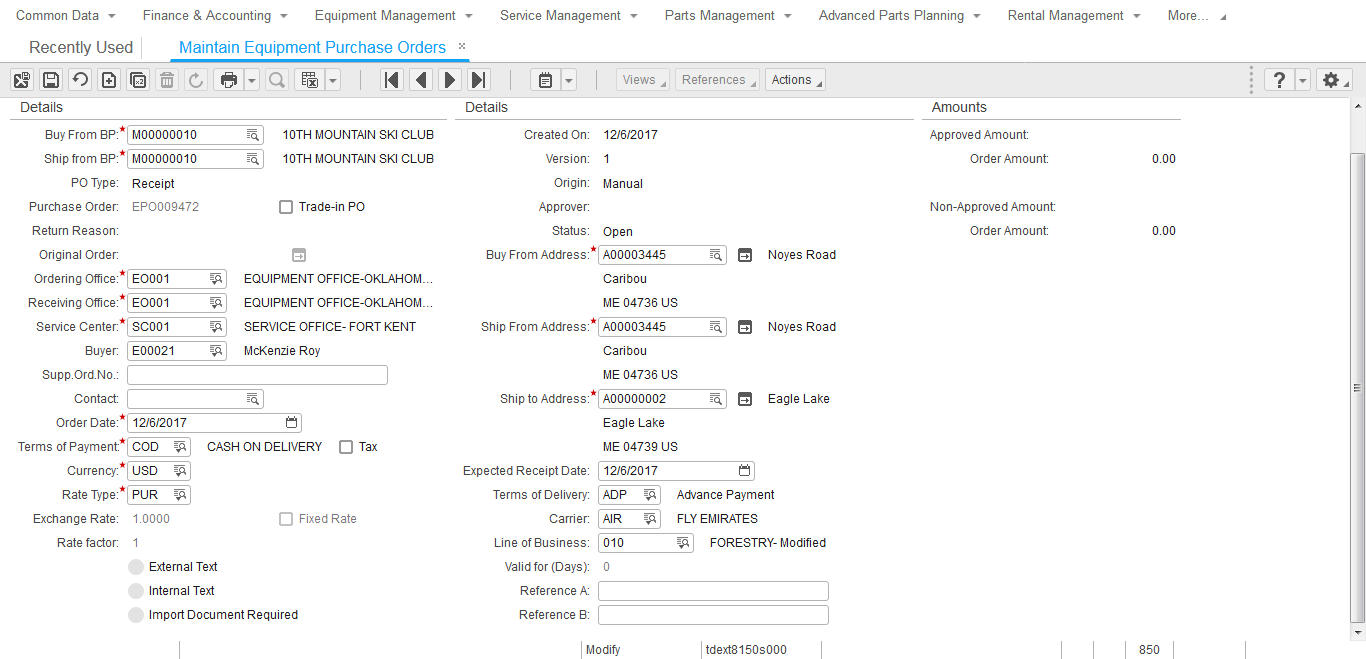 Common Data Finance & Accounting Equipment Management Service Management Parts Management Advanced Parts Planning Rental Management More...
Recently Used Maintain Equipment Purchase Orders ×
Views References Actions ?
Details
Buy From BP:* M00000010 10TH MOUNTAIN SKI CLUB
Ship from BP:* M00000010 10TH MOUNTAIN SKI CLUB
PO Type: Receipt
Purchase Order: EPO009472 Trade-in PO
Return Reason:
Original Order:
Ordering Office:* EO001 EQUIPMENT OFFICE-OKLAHOM...
Receiving Office:* EO001 EQUIPMENT OFFICE-OKLAHOM...
Service Center:* SC001 SERVICE OFFICE- FORT KENT
Buyer: E00021 McKenzie Roy
Supp.Ord.No.:
Contact:
Order Date:* 12/6/2017
Terms of Payment:* COD CASH ON DELIVERY Tax
Currency:* USD
Rate Type:* PUR
Exchange Rate: 1.0000 Fixed Rate
Rate factor: 1
External Text
Internal Text
Import Document Required
Details
Created On: 12/6/2017
Version: 1
Origin: Manual
Approver:
Status: Open
Buy From Address:* A00003445 Noyes Road
Caribou
ME 04736 US
Ship From Address:* A00003445 Noyes Road
Caribou
ME 04736 US
Ship to Address:* A00000002 Eagle Lake
Eagle Lake
ME 04739 US
Expected Receipt Date: 12/6/2017
Terms of Delivery: ADP Advance Payment
Carrier: AIR FLY EMIRATES
Line of Business: 010 FORESTRY- Modified
Valid for (Days): 0
Reference A:
Reference B:
Amounts
Approved Amount:
Order Amount: 0.00
Non-Approved Amount:
Order Amount: 0.00
Modify tdext8150s000 850